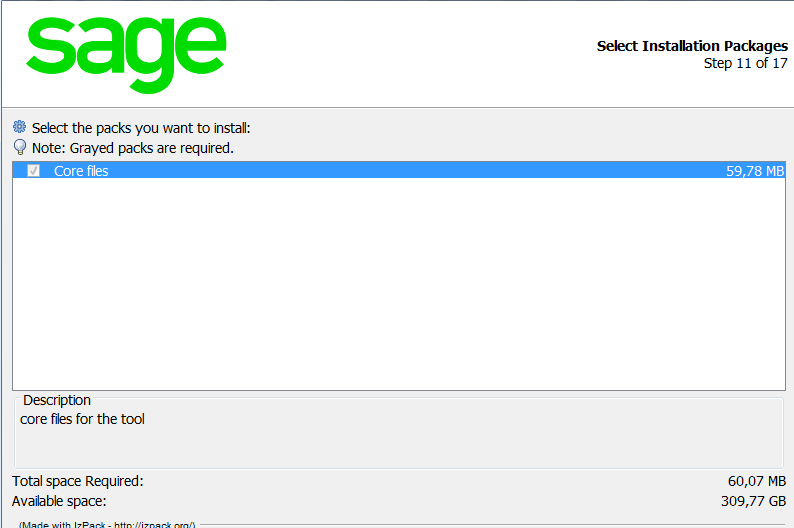 sage
Select Installation Packages
Step 11 of 17
Select the packs you want to install:
Note: Grayed packs are required.
Core files 59,78 MB
Description
core files for the tool
Total space Required: 60,07 MB
Available space: 309,77 GB
(Made with IzPack - http://izpack.org/)